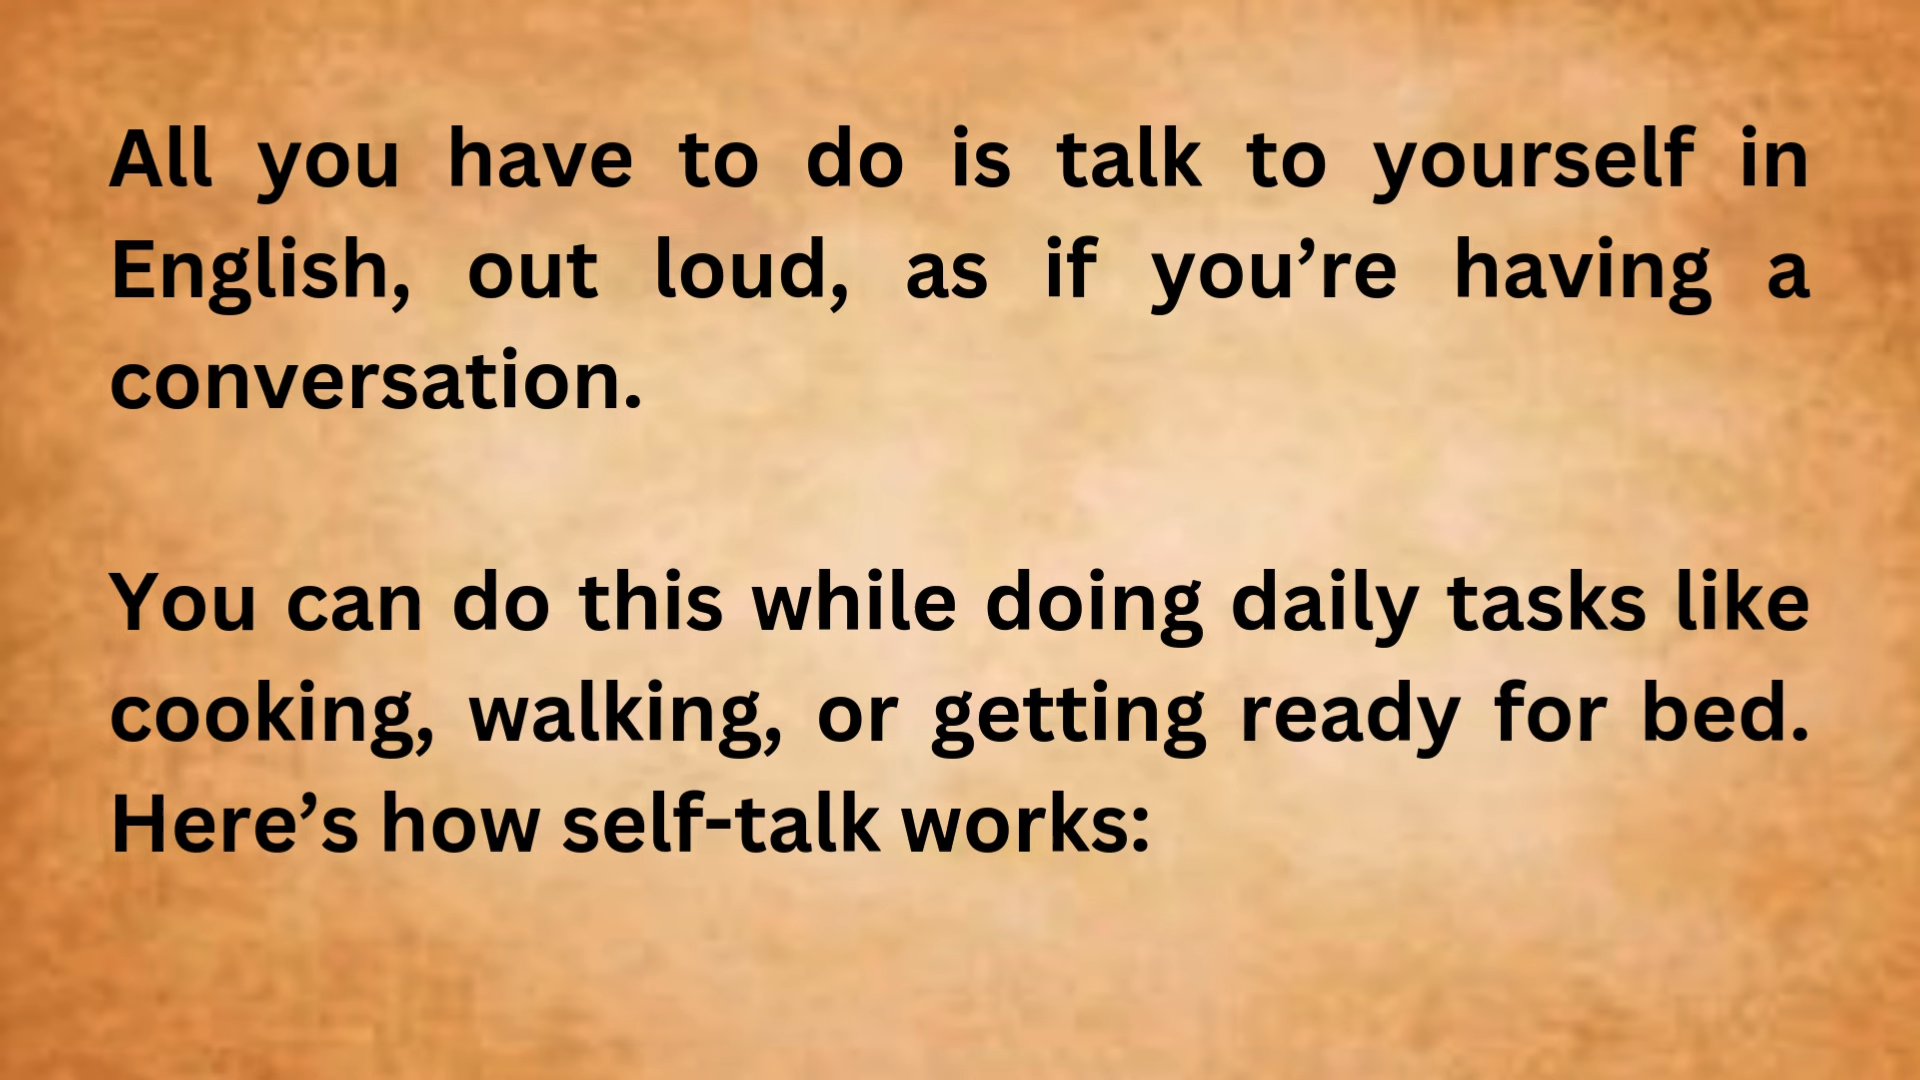 All you have to do is talk to yourself in
English, out loud, as if you’re having a
conversation.
You can do this while doing daily tasks like
cooking, walking, or getting ready for bed.
Here’s how self-talk works: